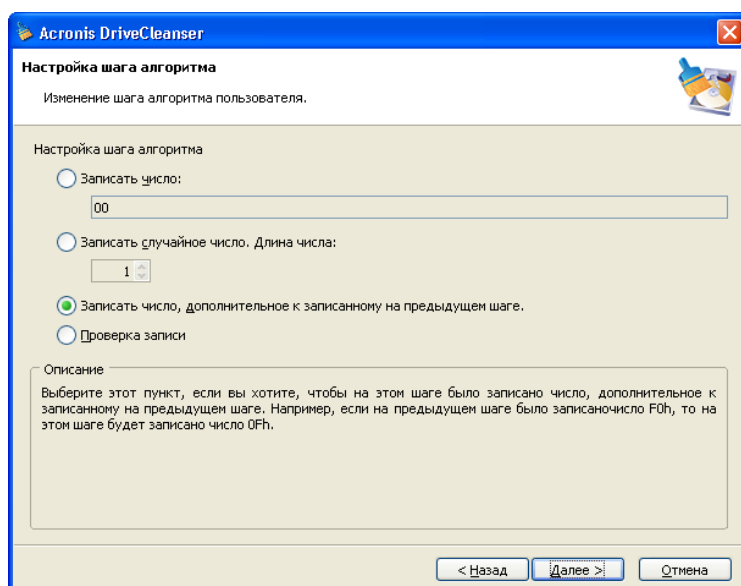 Acronis DriveCleanser
Настройка шага алгоритма
Изменение шага алгоритма пользователя.
Настройка шага алгоритма
Записать число:
00
Записать случайное число. Длина числа:
1
Записать число, дополнительное к записанному на предыдущем шаге.
Проверка записи
Описание
Выберите этот пункт, если вы хотите, чтобы на этом шаге было записано число, дополнительное к
записанному на предыдущем шаге. Например, если на предыдущем шаге было записаночисло F0h, то на
этом шаге будет записано число 0Fh.
< Назад
Далее >
Отмена